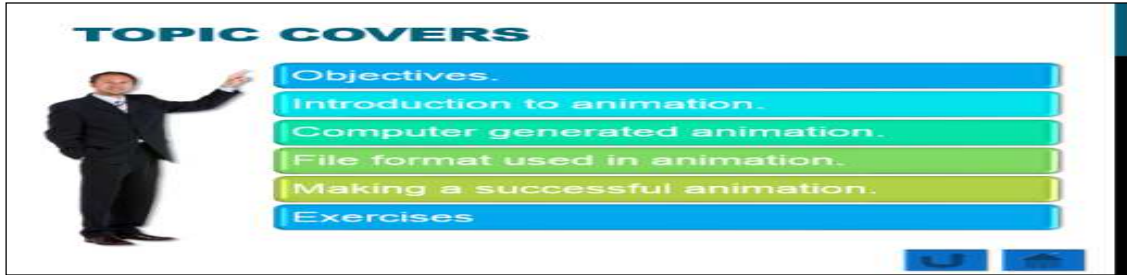 TOPIC COVERS
Objectives.
Introduction to animation.
Computer generated animation.
File format used in animation.
Making a successful animation.
Exercises